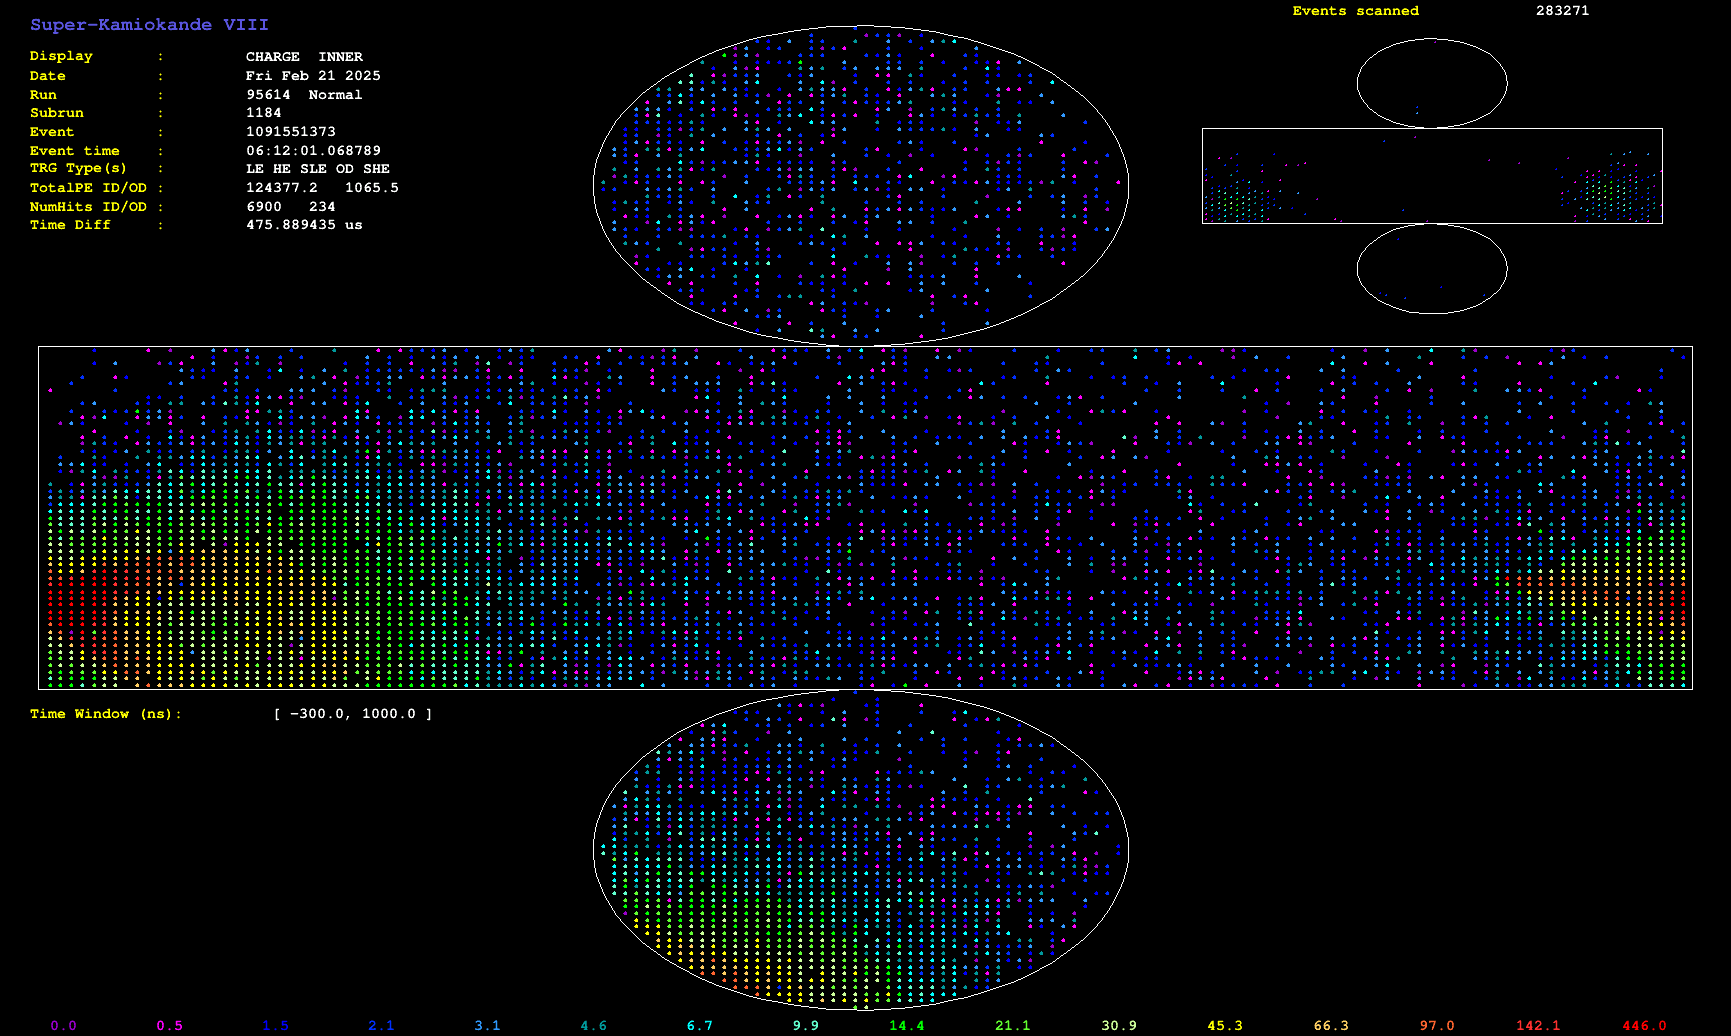 Super-Kamiokande VIII
Events scanned 283271
Display : CHARGE INNER
Date : Fri Feb 21 2025
Run : 95614 Normal
Subrun : 1184
Event : 1091551373
Event time : 06:12:01.068789
TRG Type(s) : LE HE SLE OD SHE
TotalPE ID/OD : 124377.2 1065.5
NumHits ID/OD : 6900 234
Time Diff : 475.889435 us
Time Window (ns): [ -300.0, 1000.0 ]
0.0 0.5 1.5 2.1 3.1 4.6 6.7 9.9 14.4 21.1 30.9 45.3 66.3 97.0 142.1 446.0